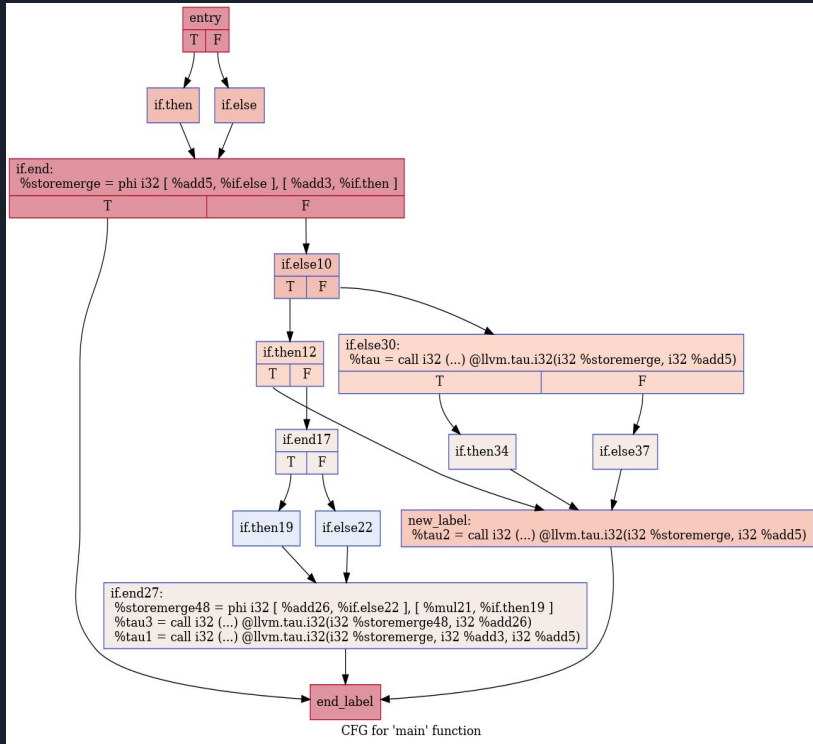 entry
T F
if.then if.else
if.end:
%storemerge = phi i32 [ %add5, %if.else ], [ %add3, %if.then ]
T F
if.else10
T F
if.then12
T F
if.else30:
%tau = call i32 (...) @llvm.tau.i32(i32 %storemerge, i32 %add5)
T F
if.end17
T F
if.then34 if.else37
if.then19 if.else22
new_label:
%tau2 = call i32 (...) @llvm.tau.i32(i32 %storemerge, i32 %add5)
if.end27:
%storemerge48 = phi i32 [ %add26, %if.else22 ], [ %mul21, %if.then19 ]
%tau3 = call i32 (...) @llvm.tau.i32(i32 %storemerge48, i32 %add26)
%tau1 = call i32 (...) @llvm.tau.i32(i32 %storemerge, i32 %add3, i32 %add5)
end_label
CFG for 'main' function